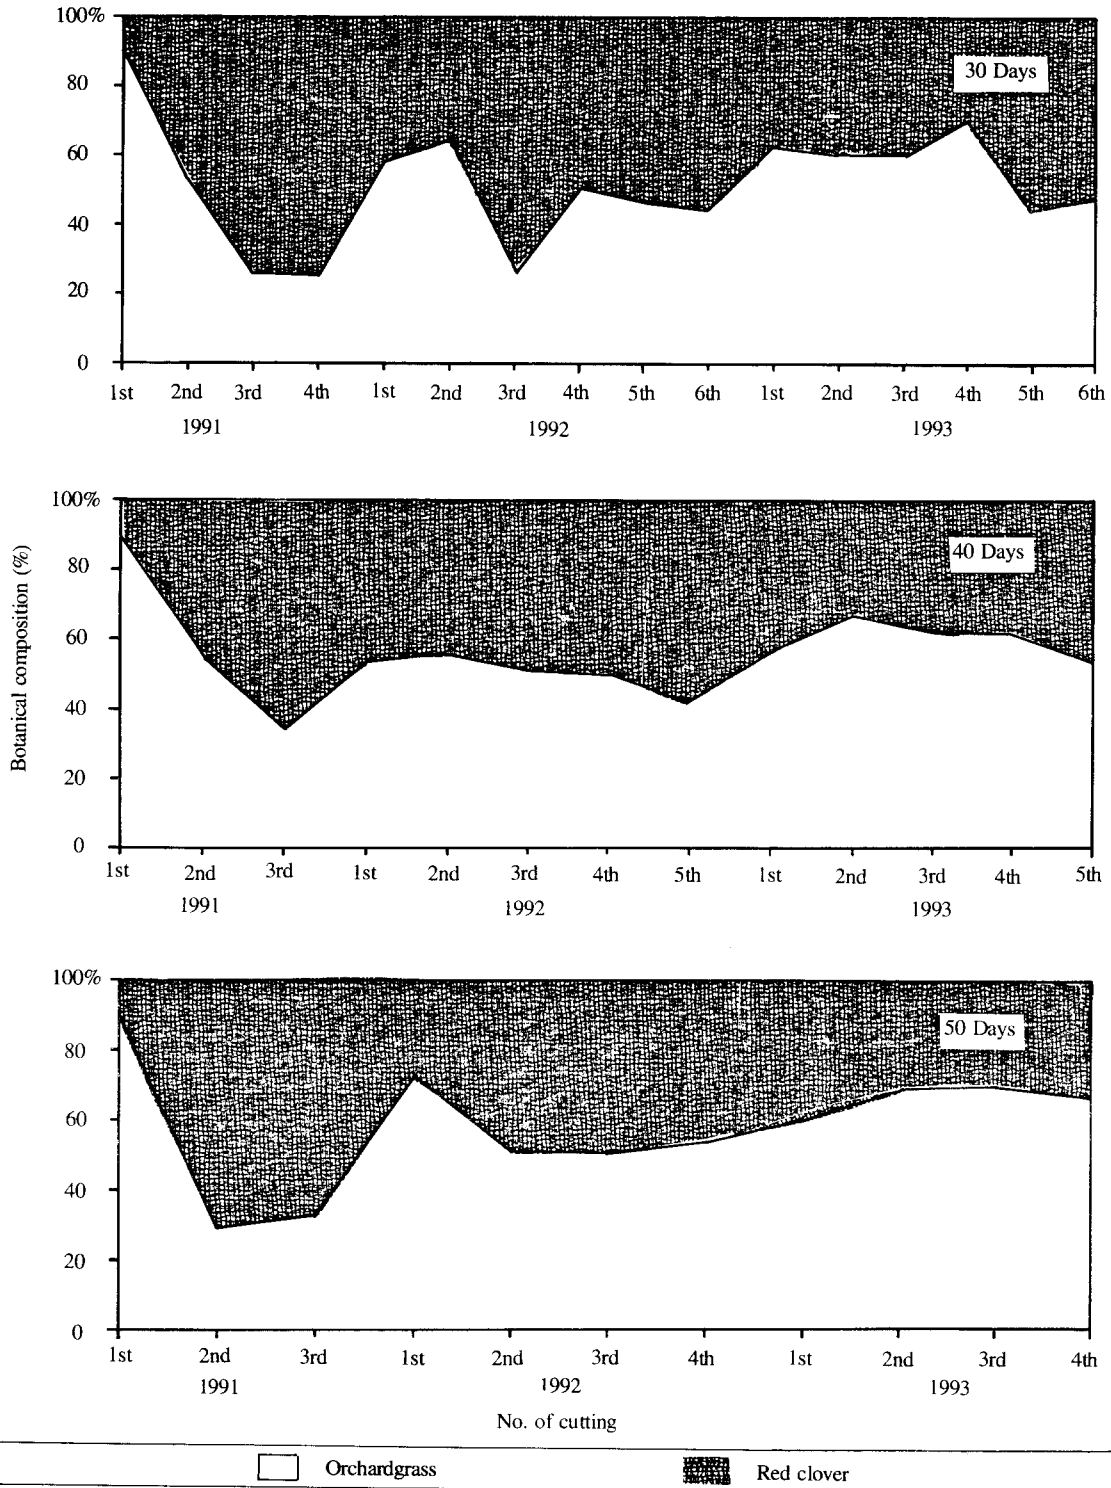 100%
30 Days
80
60
40
20
0
1st 2nd 3rd 4th 1st 2nd 3rd 4th 5th 6th 1st 2nd 3rd 4th 5th 6th
1991 1992 1993
Botanical composition (%)
100%
40 Days
80
60
40
20
0
1st 2nd 3rd 1st 2nd 3rd 4th 5th 1st 2nd 3rd 4th 5th
1991 1992 1993
100%
50 Days
80
60
40
20
0
1st 2nd 3rd 1st 2nd 3rd 4th 1st 2nd 3rd 4th
1991 1992 1993
No. of cutting
Orchardgrass Red clover